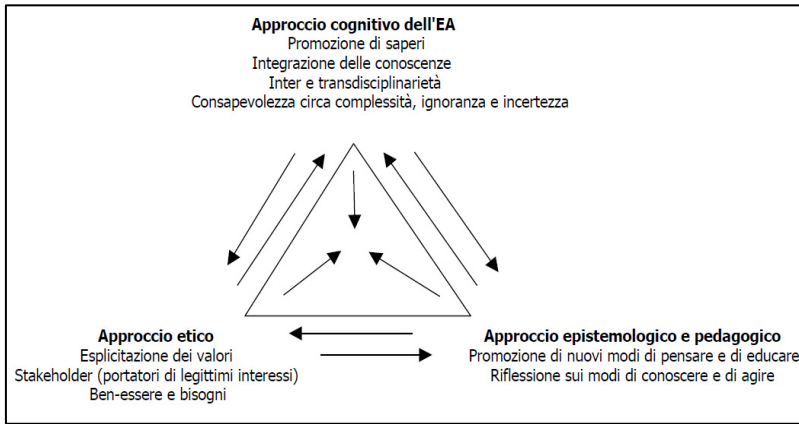 Approccio cognitivo dell'EA
Promozione di saperi
Integrazione delle conoscenze
Inter e transdisciplinarietà
Consapevolezza circa complessità, ignoranza e incertezza
Approccio etico
Esplicitazione dei valori
Stakeholder (portatori di legittimi interessi)
Ben-essere e bisogni
Approccio epistemologico e pedagogico
Promozione di nuovi modi di pensare e di educare
Riflessione sui modi di conoscere e di agire